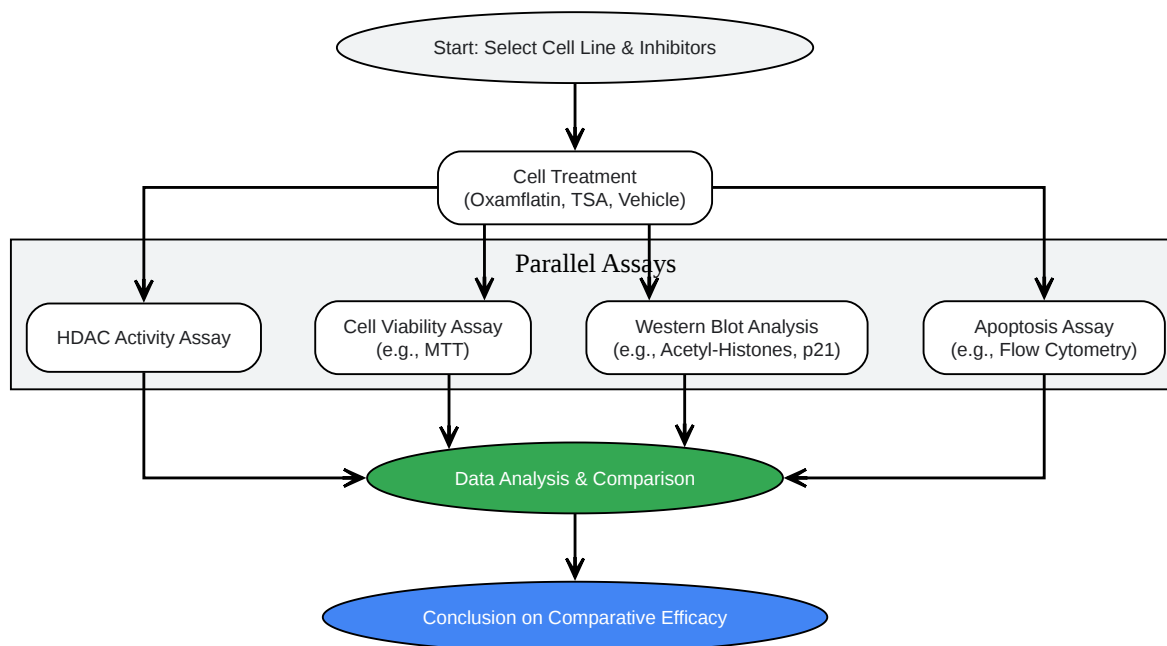 Start: Select Cell Line & Inhibitors
Cell Treatment
(Oxamflatin, TSA, Vehicle)
Parallel Assays
HDAC Activity Assay
Cell Viability Assay
(e.g., MTT)
Western Blot Analysis
(e.g., Acetyl-Histones, p21)
Apoptosis Assay
(e.g., Flow Cytometry)
Data Analysis & Comparison
Conclusion on Comparative Efficacy